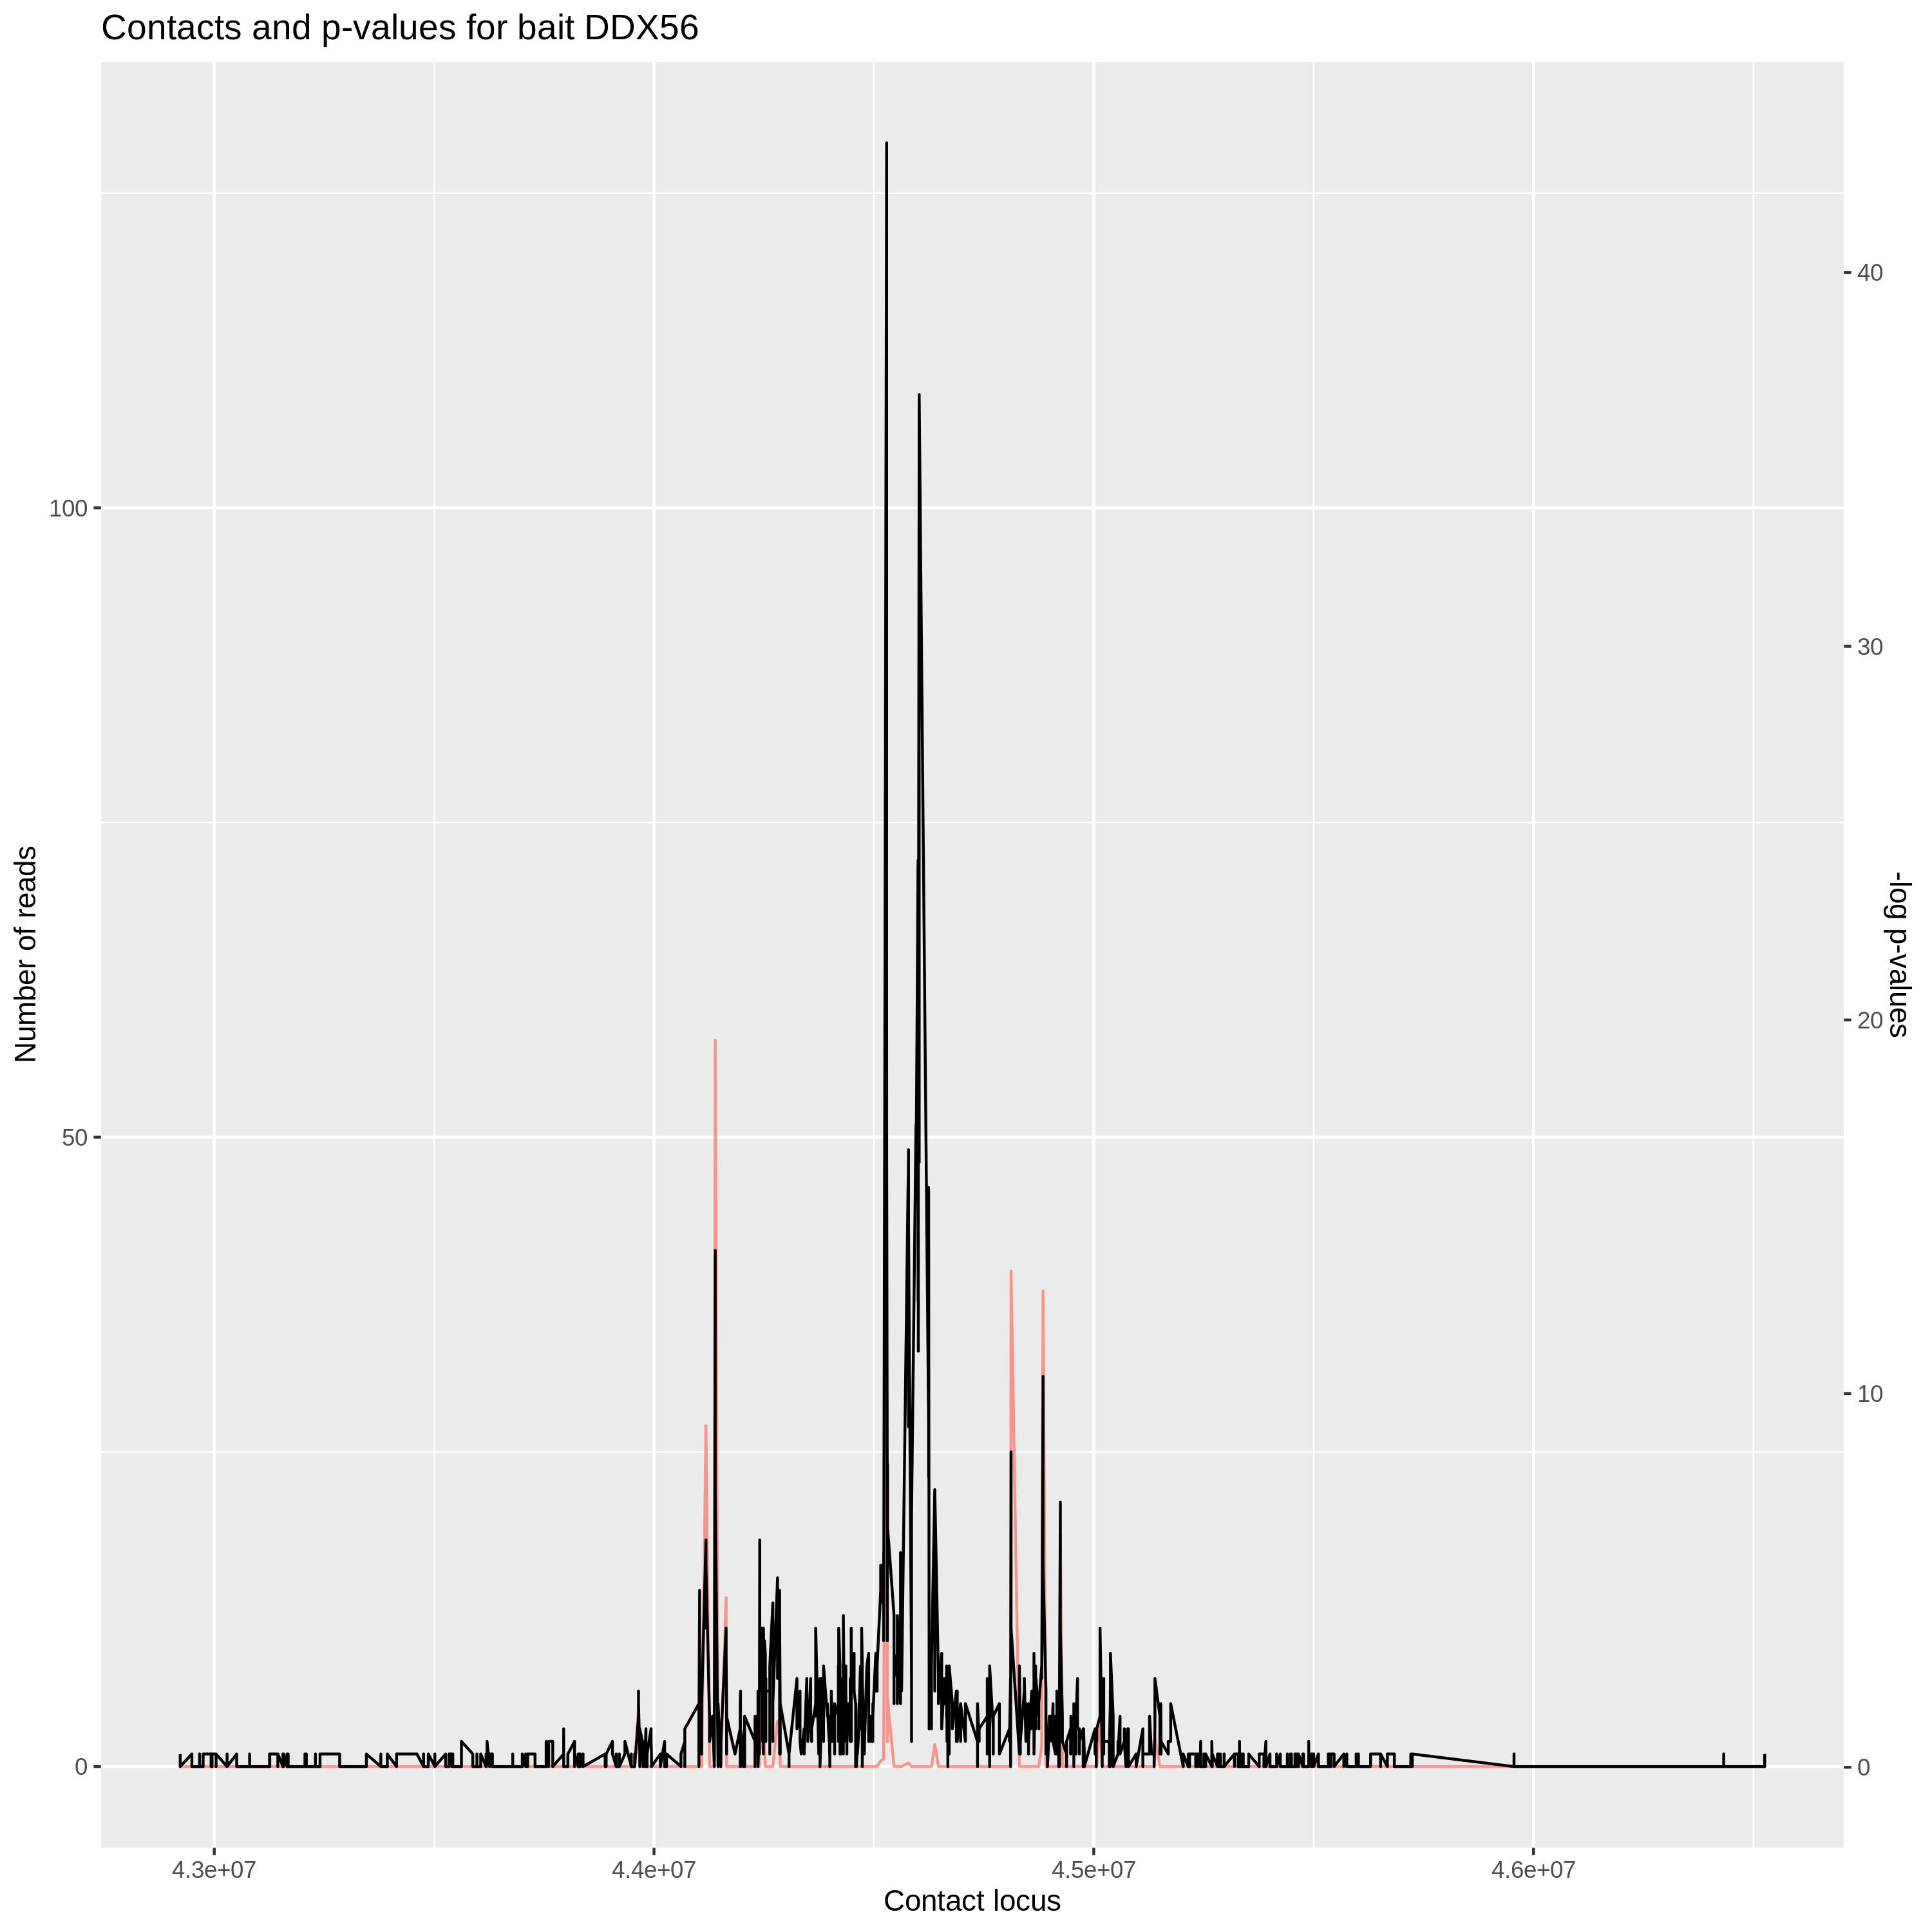 Contacts and p-values for bait DDX56
Number of reads
100
50
0
40
30
20
10
0
-log p-values
4.3e+07
4.4e+07
4.5e+07
4.6e+07
Contact locus